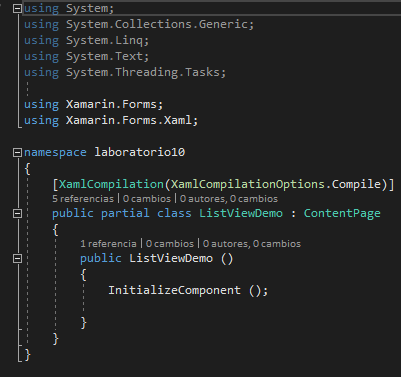 using System;
using System.Collections.Generic;
using System.Linq;
using System.Text;
using System.Threading.Tasks;
using Xamarin.Forms;
using Xamarin.Forms.Xaml;
namespace laboratorio10
{
[XamlCompilation(XamlCompilationOptions.Compile)]
5 referencias | 0 cambios | 0 autores, 0 cambios
public partial class ListViewDemo : ContentPage
{
1 referencia | 0 cambios | 0 autores, 0 cambios
public ListViewDemo ()
{
InitializeComponent ();
}
}
}